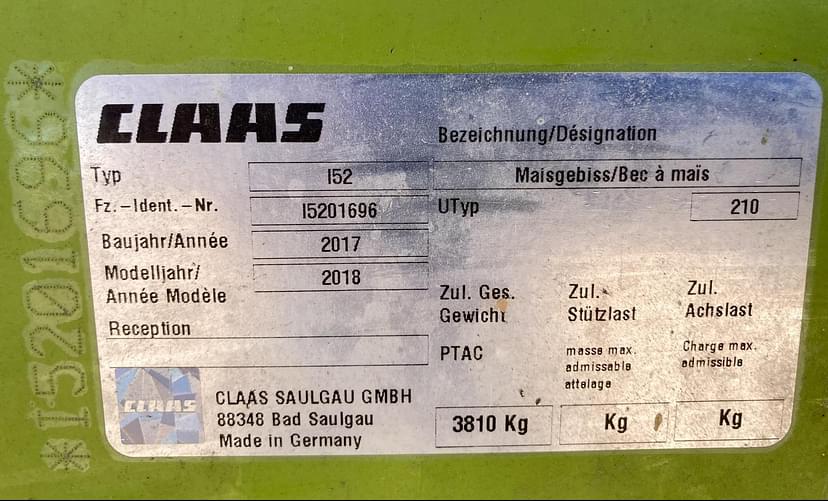 *I5201696*
CLAAS
Bezeichnung/Désignation
Typ I52 Maisgebiss/Bec à maïs
Fz.-Ident.-Nr. I5201696 UTyp 210
Baujahr/Année 2017
Modelljahr/
Année Modèle 2018
Reception
Zul. Ges.
Gewicht
PTAC
3810 Kg
Zul.
Stützlast
masse max.
admissable
attelage
Kg
Zul.
Achslast
Charge max.
admissible
Kg
CLAAS
CLAAS SAULGAU GMBH
88348 Bad Saulgau
Made in Germany